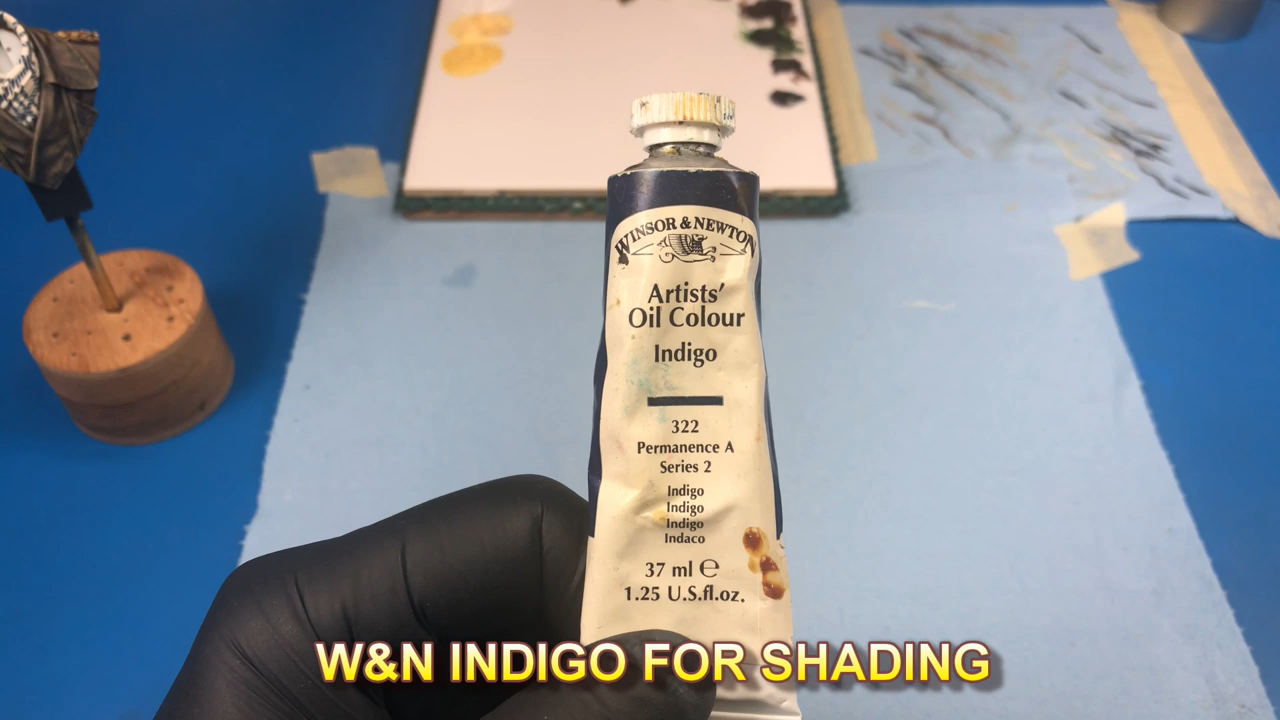 WINSOR & NEWTON
Artists'
Oil Colour
Indigo
322
Permanence A
Series 2
Indigo
Indigo
Indigo
Indaco
37 ml ℮
1.25 U.S.fl.oz.
W&N INDIGO FOR SHADING